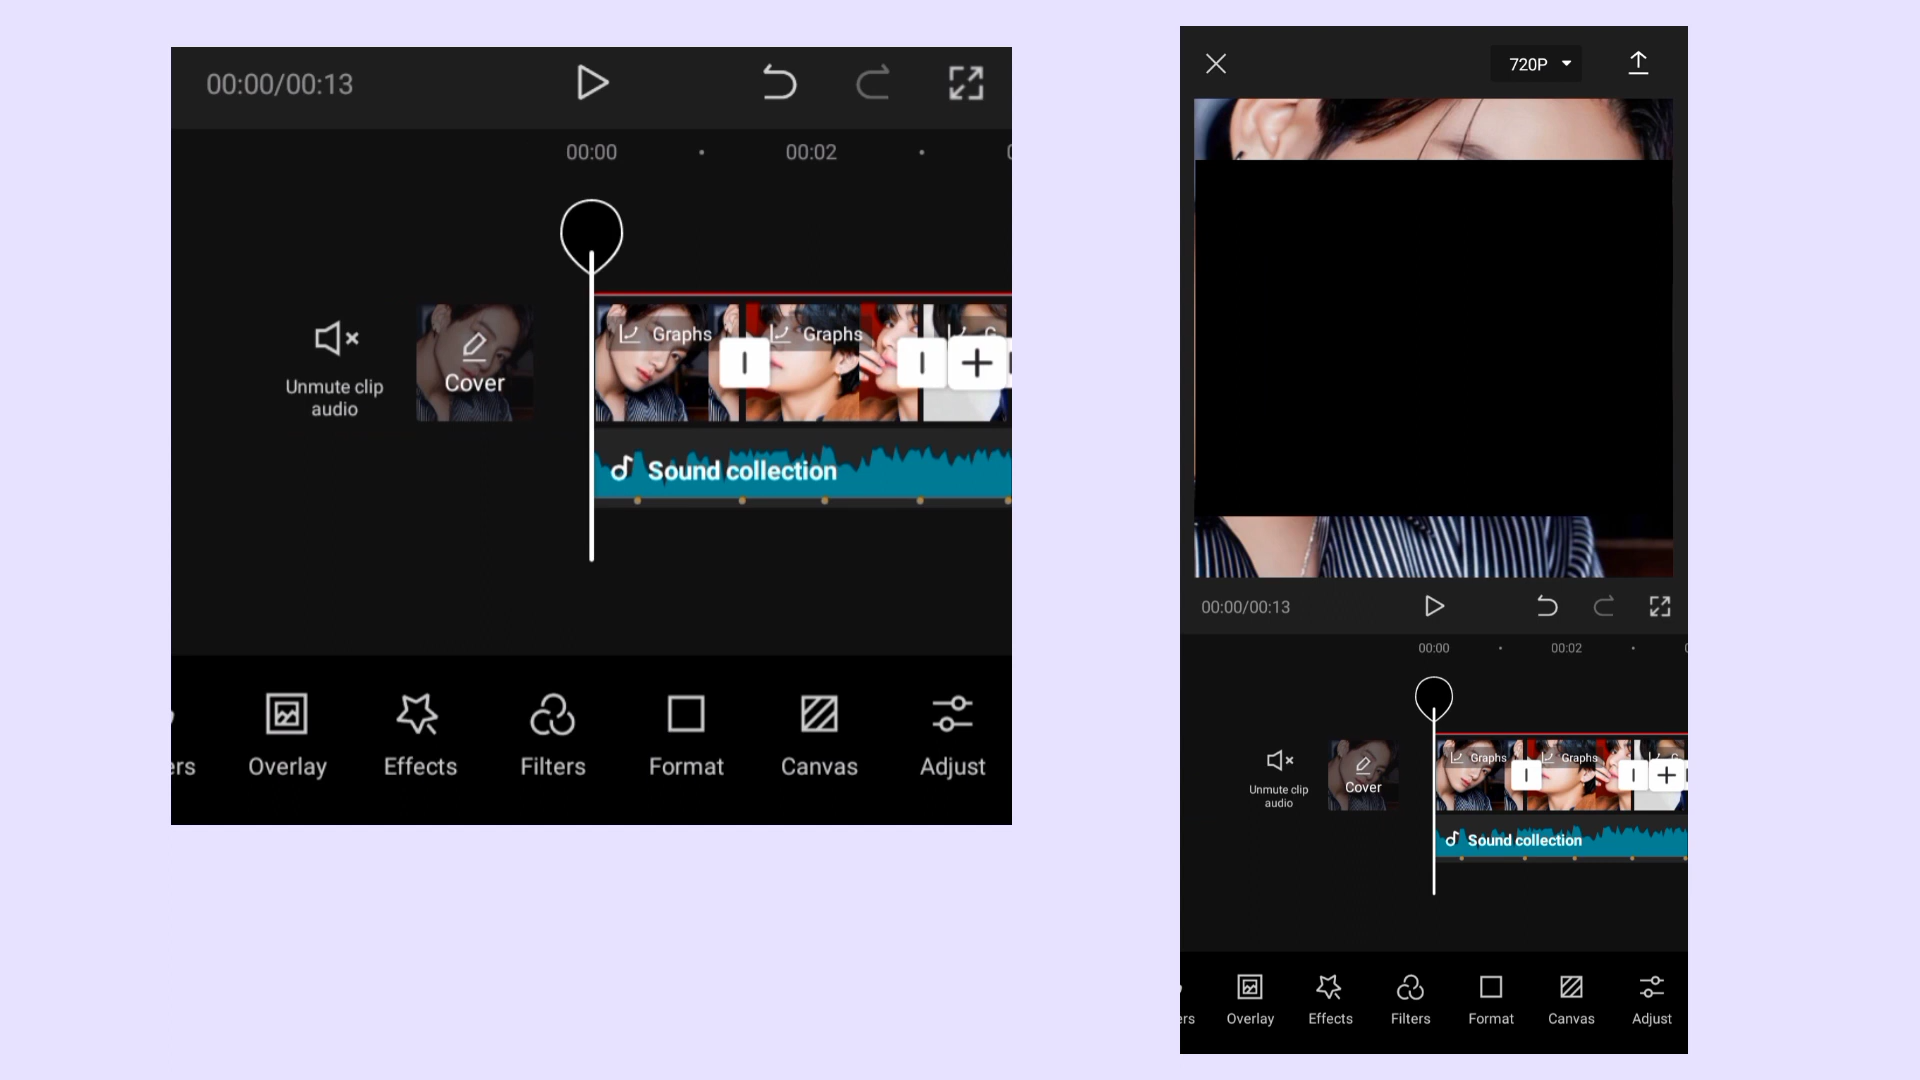 00:00/00:13
00:00
00:02
Graphs
Graphs
G
Unmute clip
audio
Cover
Sound collection
ers
Overlay
Effects
Filters
Format
Canvas
Adjust
720P
00:00/00:13
00:00
00:02
Graphs
Graphs
G
Unmute clip
audio
Cover
Sound collection
ers
Overlay
Effects
Filters
Format
Canvas
Adjust